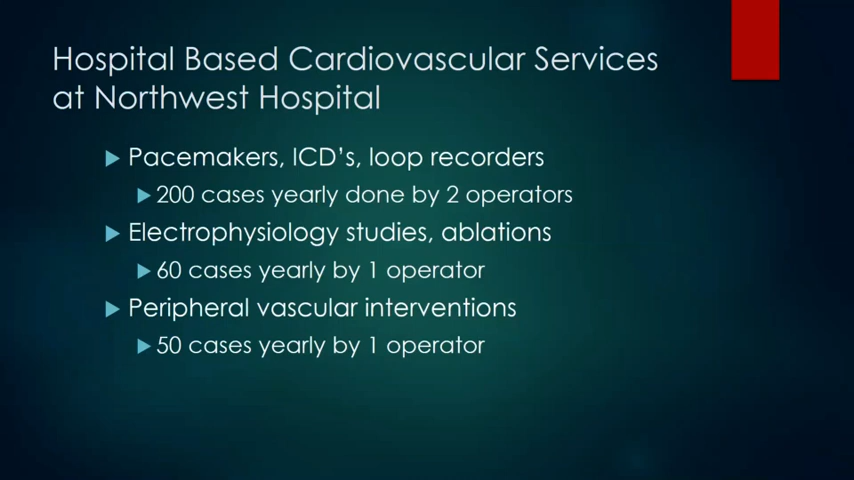 Hospital Based Cardiovascular Services
at Northwest Hospital
Pacemakers, ICD's, loop recorders
200 cases yearly done by 2 operators
Electrophysiology studies, ablations
60 cases yearly by 1 operator
Peripheral vascular interventions
50 cases yearly by 1 operator